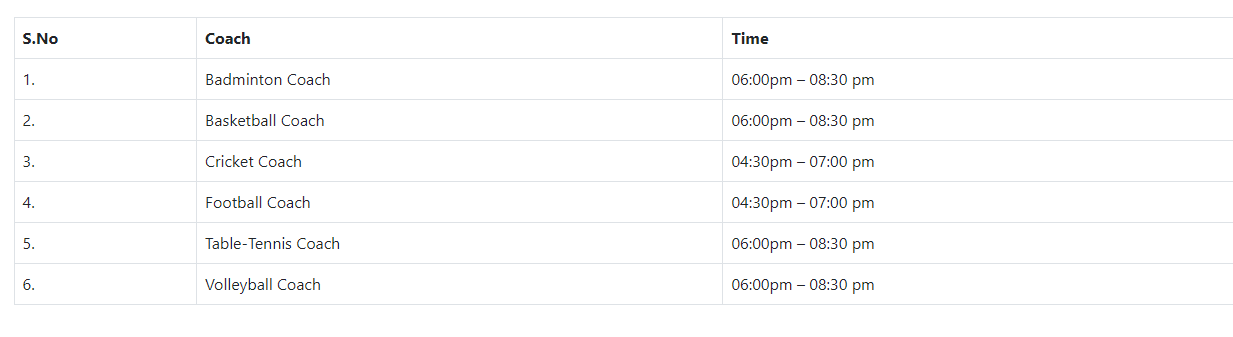 S.No Coach Time
1. Badminton Coach 06:00pm – 08:30 pm
2. Basketball Coach 06:00pm – 08:30 pm
3. Cricket Coach 04:30pm – 07:00 pm
4. Football Coach 04:30pm – 07:00 pm
5. Table-Tennis Coach 06:00pm – 08:30 pm
6. Volleyball Coach 06:00pm – 08:30 pm